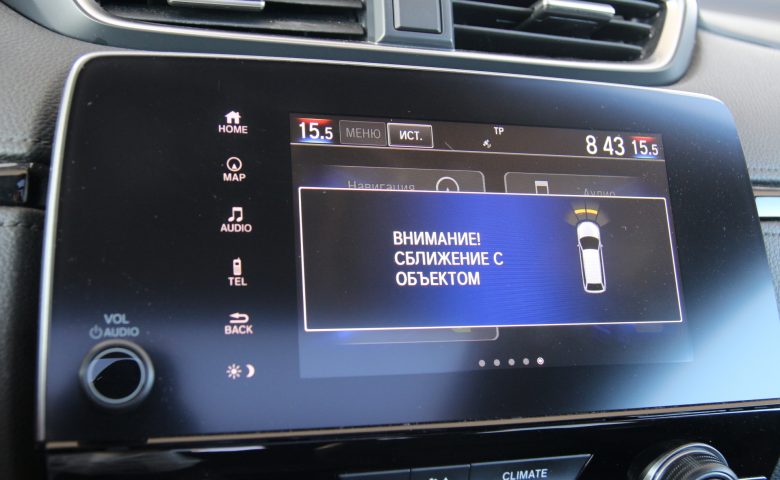 HOME
MAP
AUDIO
TEL
BACK
VOL
AUDIO
15.5 МЕНЮ ИСТ. TP 8 43 15.5
Навигация Аудио
ВНИМАНИЕ!
СБЛИЖЕНИЕ С
ОБЪЕКТОМ
CLIMATE